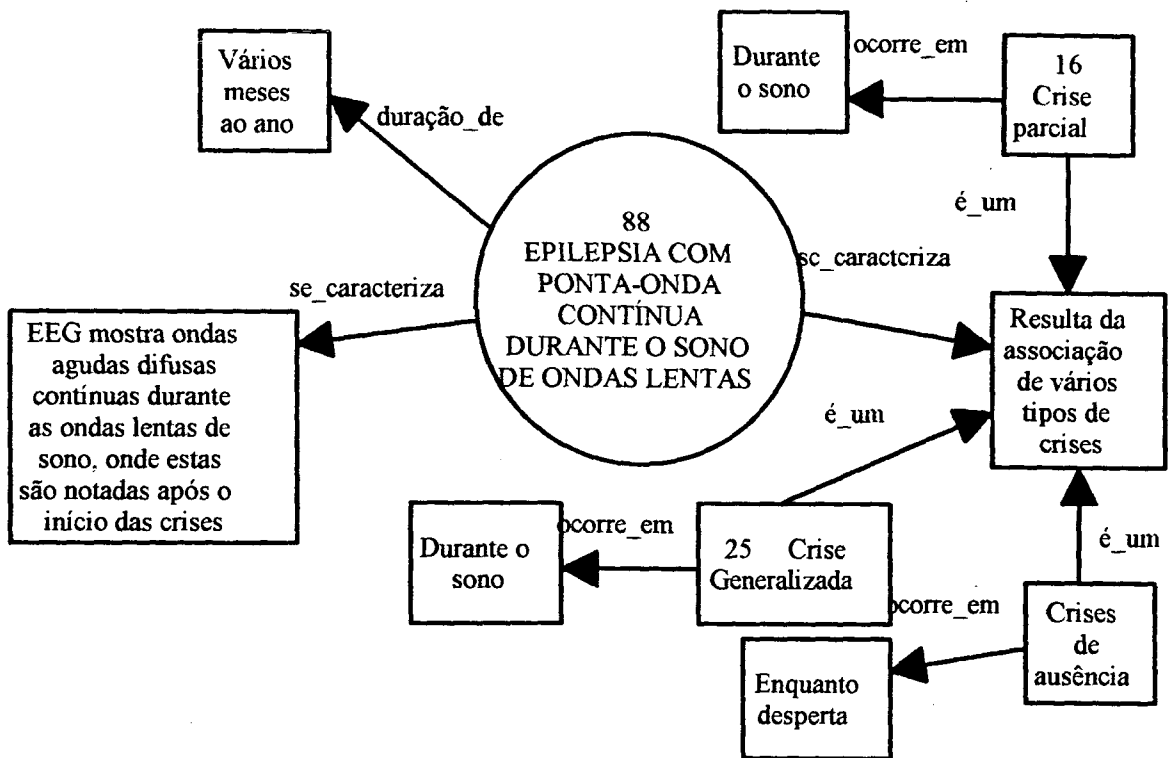 Vários
meses
ao ano
duração_de
Durante
o sono
ocorre_em
16
Crise
parcial
é_um
88
EPILEPSIA COM
PONTA-ONDA
CONTÍNUA
DURANTE O SONO
DE ONDAS LENTAS
se_caracteriza
se_caracteriza
EEG mostra ondas
agudas difusas
contínuas durante
as ondas lentas de
sono, onde estas
são notadas após o
início das crises
Resulta da
associação
de vários
tipos de
crises
é_um
Durante o
sono
ocorre_em
25 Crise
Generalizada
é_um
ocorre_em
Crises
de
ausência
Enquanto
desperta